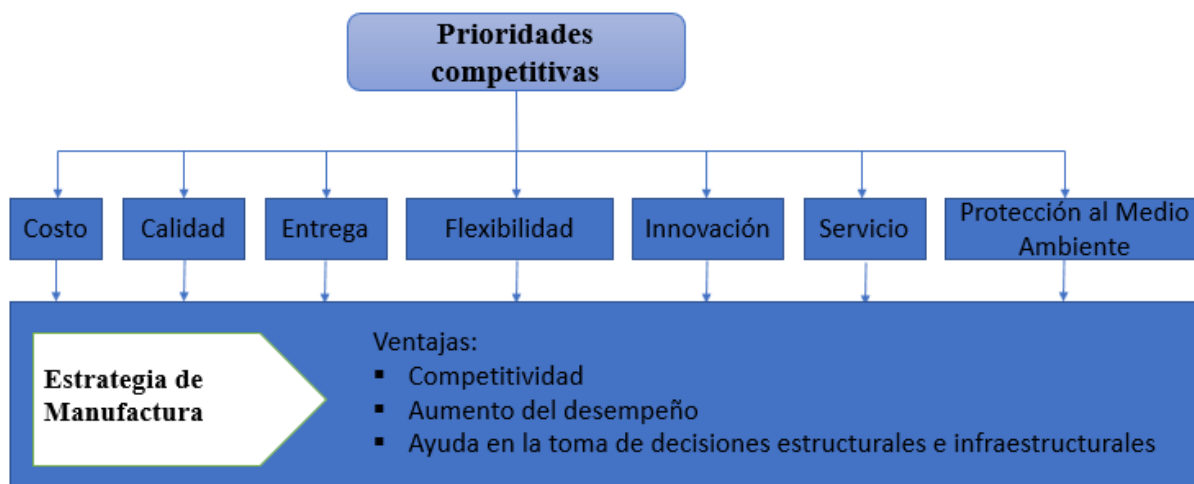 Prioridades
competitivas
Costo
Calidad
Entrega
Flexibilidad
Innovación
Servicio
Protección al Medio
Ambiente
Estrategia de
Manufactura
Ventajas:
▪ Competitividad
▪ Aumento del desempeño
▪ Ayuda en la toma de decisiones estructurales e infraestructurales